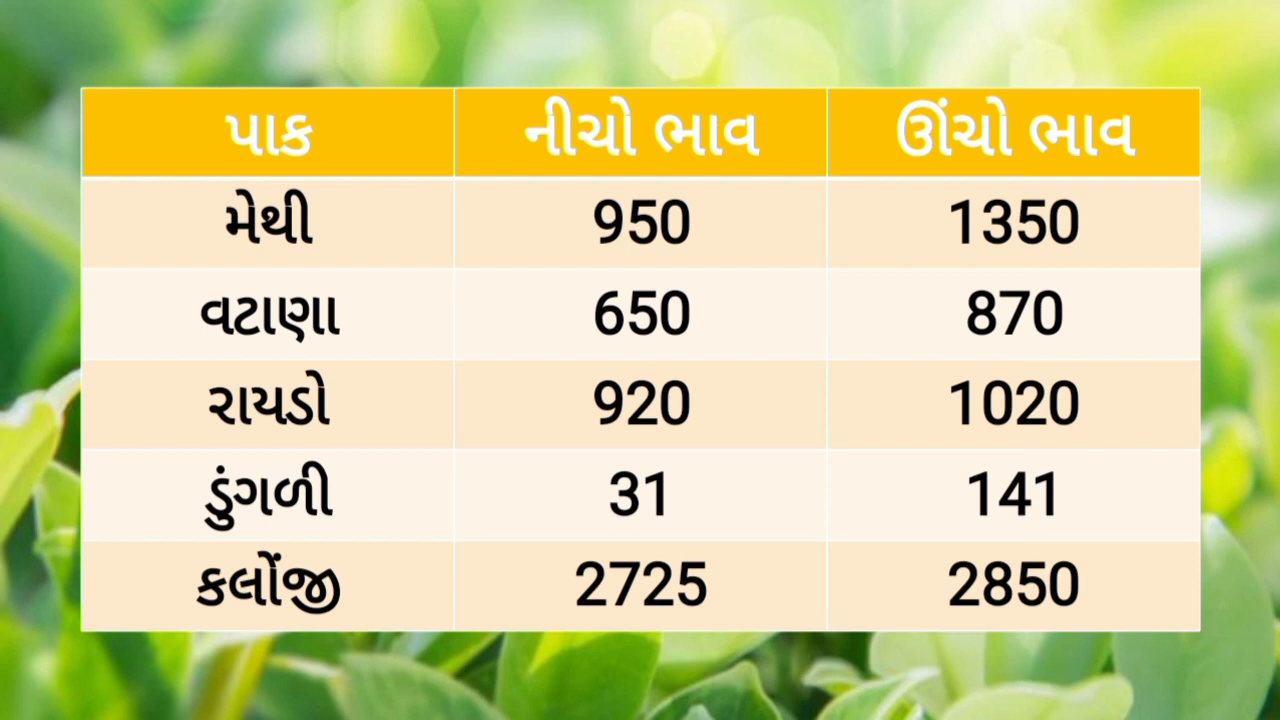 પાક નીચો ભાવ ઊંચો ભાવ
મેથી 950 1350
વટાણા 650 870
રાયડો 920 1020
ડુંગળી 31 141
કલોંજી 2725 2850